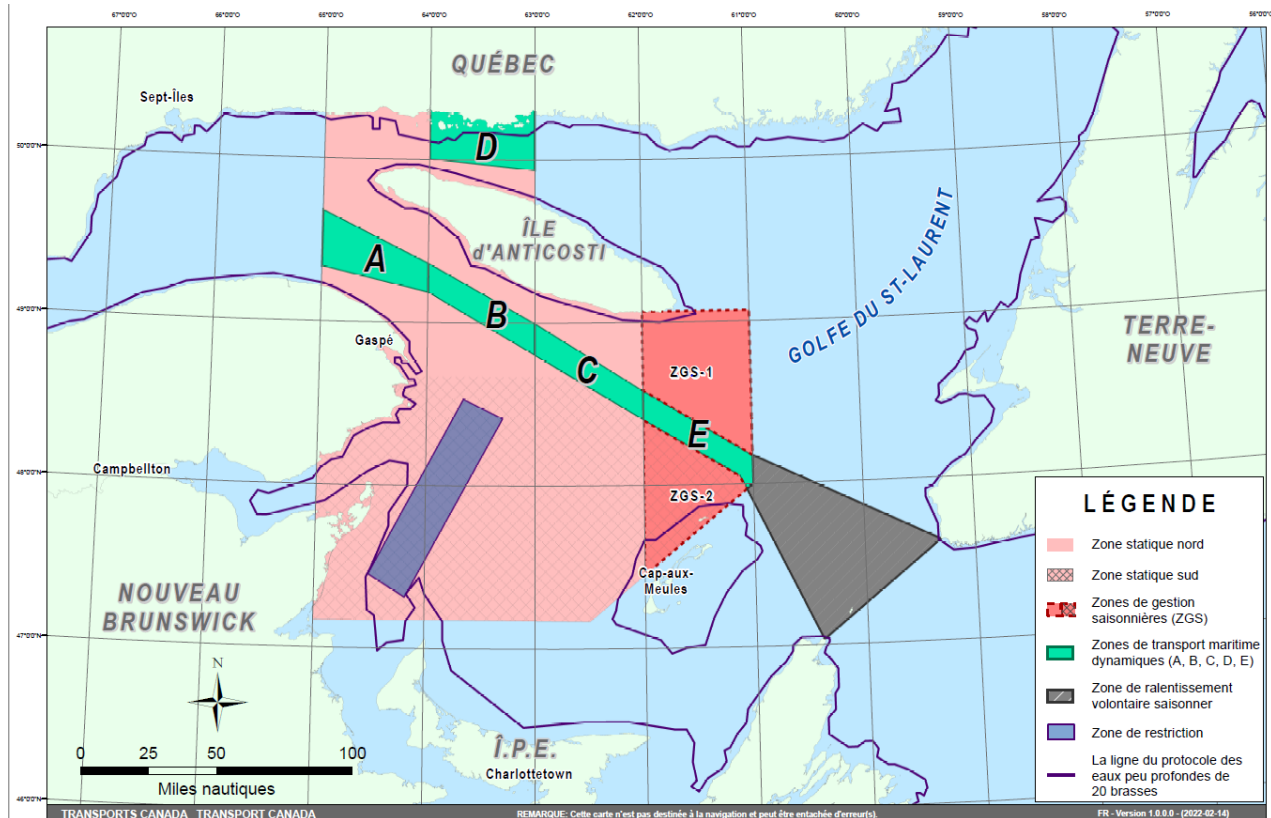 67°0'0"O 66°0'0"O 65°0'0"O 64°0'0"O 63°0'0"O 62°0'0"O 61°0'0"O 60°0'0"O 59°0'0"O 58°0'0"O 57°0'0"O 56°0'0"O
QUÉBEC
Sept-Îles
50°0'0"N
D
ÎLE
d'ANTICOSTI
A
B
49°0'0"N
GOLFE DU ST-LAURENT
Gaspé
TERRE-
NEUVE
C
ZGS-1
E
Campbellton
48°0'0"N
ZGS-2
Cap-aux-
Meules
NOUVEAU
BRUNSWICK
47°0'0"N
N
0 25 50 100
Miles nautiques
Î.P.E.
Charlottetown
46°0'0"N
LÉGENDE
Zone statique nord
Zone statique sud
Zones de gestion
saisonnières (ZGS)
Zones de transport maritime
dynamiques (A, B, C, D, E)
Zone de ralentissement
volontaire saisonner
Zone de restriction
La ligne du protocole des
eaux peu profondes de
20 brasses
TRANSPORTS CANADA TRANSPORT CANADA
REMARQUE: Cette carte n'est pas destinée à la navigation et peut être entachée d'erreur(s).
FR - Version 1.0.0.0 - (2022-02-14)